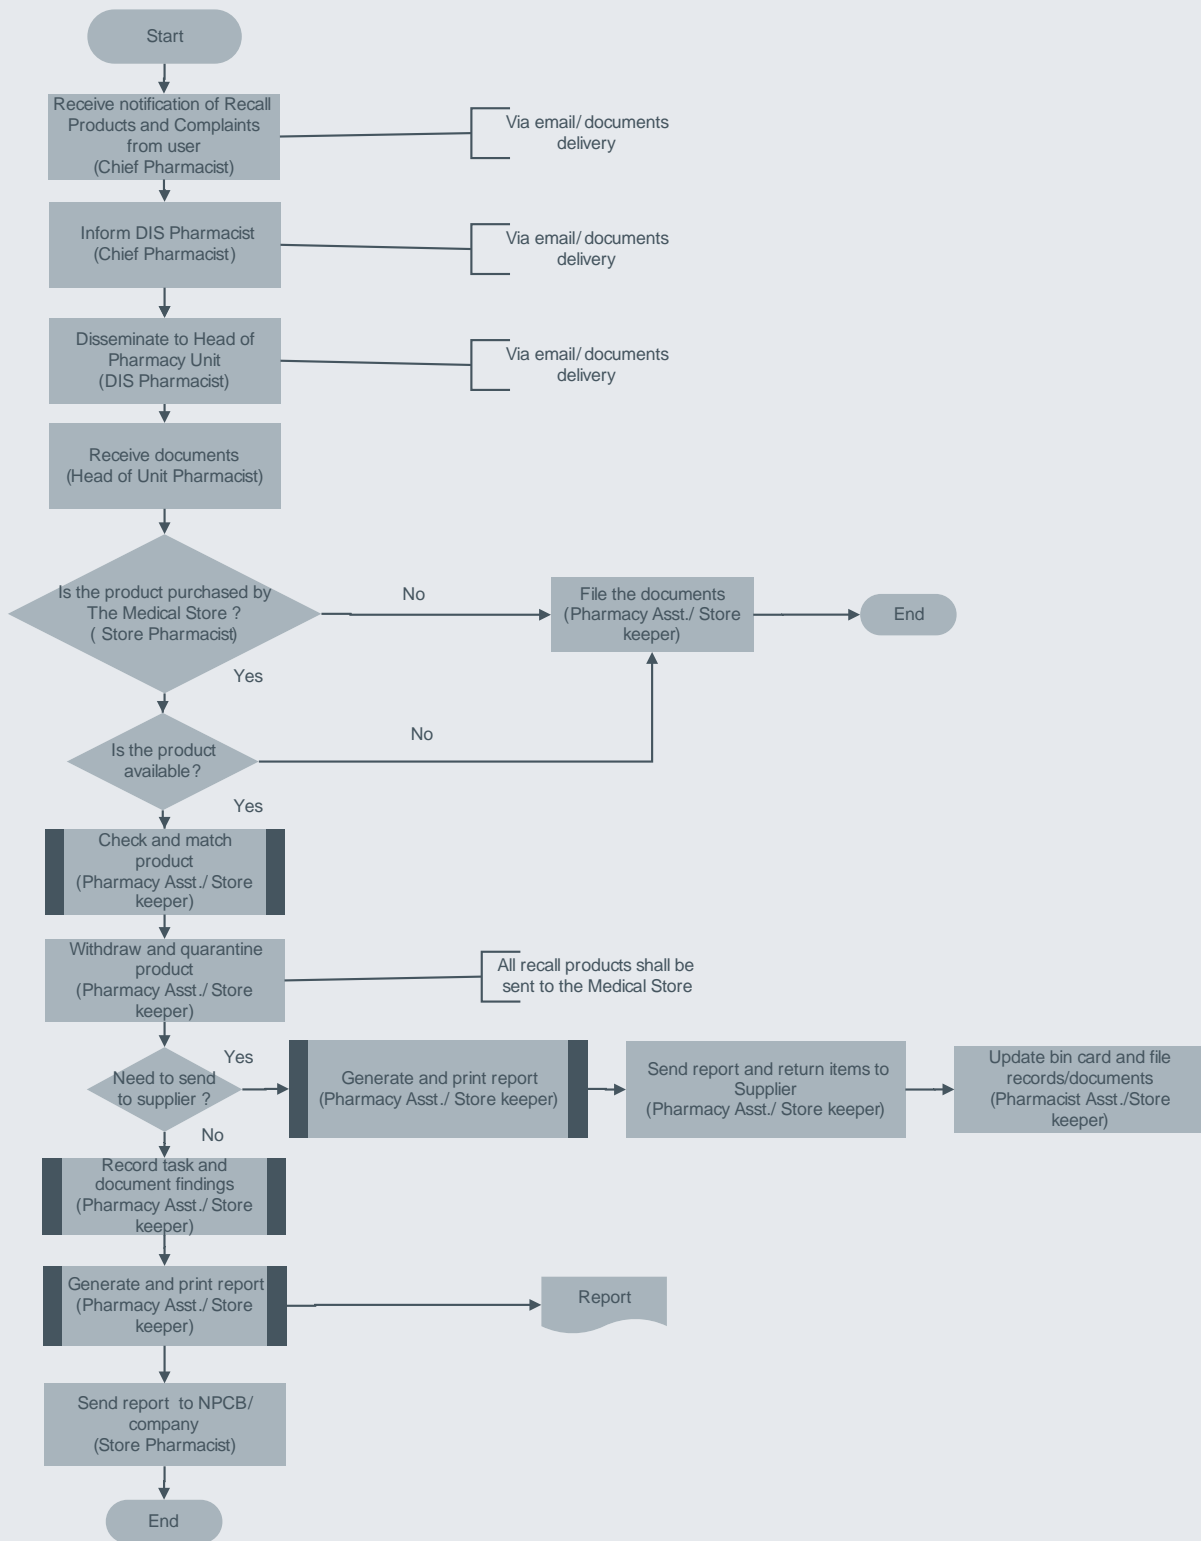 Start
Receive notification of Recall
Products and Complaints
from user
(Chief Pharmacist)
Via email/ documents
delivery
Inform DIS Pharmacist
(Chief Pharmacist)
Via email/ documents
delivery
Disseminate to Head of
Pharmacy Unit
(DIS Pharmacist)
Via email/ documents
delivery
Receive documents
(Head of Unit Pharmacist)
Is the product purchased by
The Medical Store ?
( Store Pharmacist)
No
File the documents
(Pharmacy Asst./ Store
keeper)
End
Yes
Is the product
available?
No
Yes
Check and match
product
(Pharmacy Asst./ Store
keeper)
Withdraw and quarantine
product
(Pharmacy Asst./ Store
keeper)
All recall products shall be
sent to the Medical Store
Need to send
to supplier ?
Yes
Generate and print report
(Pharmacy Asst./ Store keeper)
Send report and return items to
Supplier
(Pharmacy Asst./ Store keeper)
Update bin card and file
records/documents
(Pharmacist Asst./Store
keeper)
No
Record task and
document findings
(Pharmacy Asst./ Store
keeper)
Generate and print report
(Pharmacy Asst./ Store
keeper)
Report
Send report  to NPCB/
company
(Store Pharmacist)
End